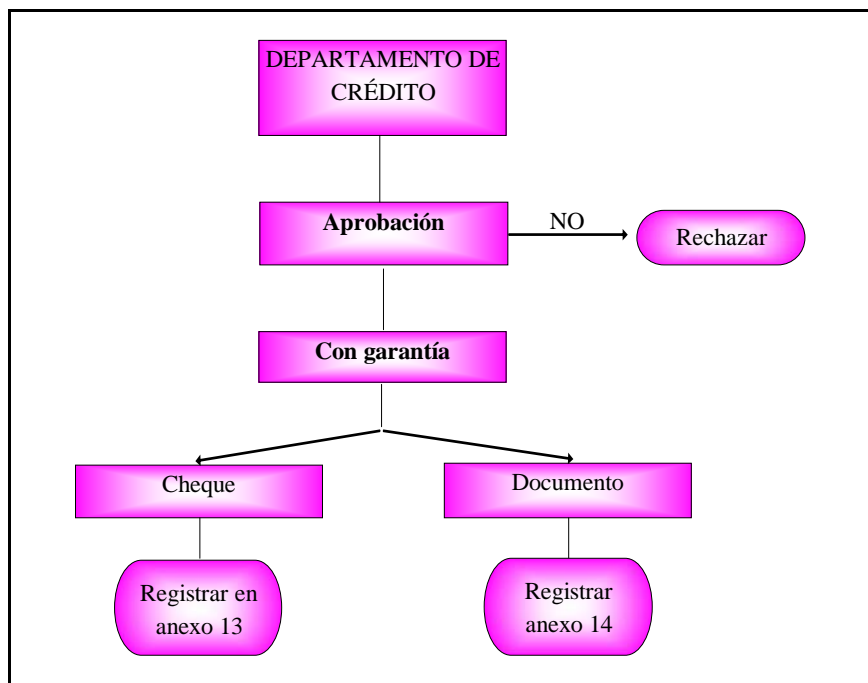 DEPARTAMENTO DE
CRÉDITO
Aprobación
NO
Rechazar
Con garantía
Cheque
Documento
Registrar en
anexo 13
Registrar
anexo 14